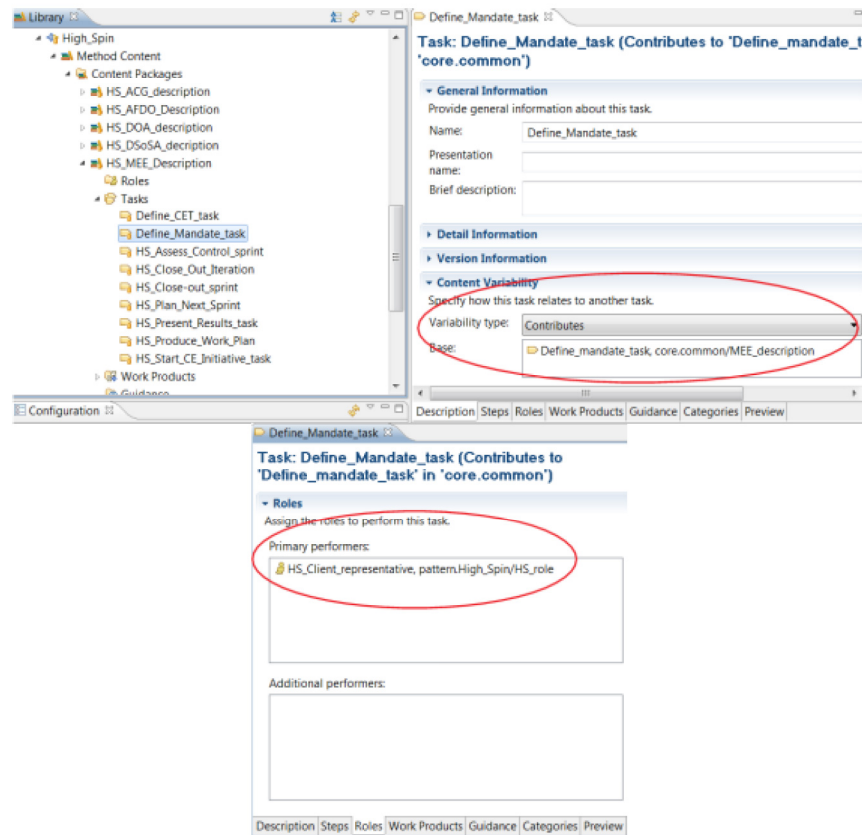 Library
High_Spin
Method Content
Content Packages
HS_ACG_description
HS_AFDO_Description
HS_DOA_description
HS_DSoSA_decription
HS_MEE_Description
Roles
Tasks
Define_CET_task
Define_Mandate_task
HS_Assess_Control_sprint
HS_Close_Out_Iteration
HS_Close-out_sprint
HS_Plan_Next_Sprint
HS_Present_Results_task
HS_Produce_Work_Plan
HS_Start_CE_Initiative_task
Work Products
Guidance
Configuration
Define_Mandate_task
Task: Define_Mandate_task (Contributes to 'Define_mandate_t
'core.common')
General Information
Provide general information about this task.
Name: Define_Mandate_task
Presentation
name:
Brief description:
Detail Information
Version Information
Content Variability
Specify how this task relates to another task.
Variability type: Contributes
Base: Define_mandate_task, core.common/MEE_description
Description Steps Roles Work Products Guidance Categories Preview
Define_Mandate_task
Task: Define_Mandate_task (Contributes to
'Define_mandate_task' in 'core.common')
Roles
Assign the roles to perform this task.
Primary performers:
HS_Client_representative, pattern.High_Spin/HS_role
Additional performers:
Description Steps Roles Work Products Guidance Categories Preview